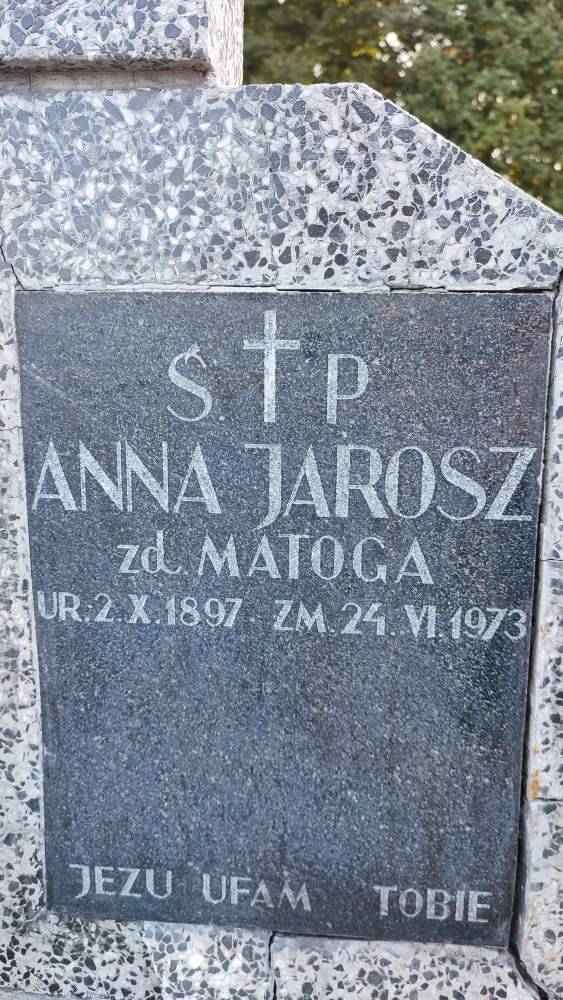 Ś. † P
ANNA JAROSZ
zd. MATOGA
UR. 2. X. 1897. ZM. 24. VI. 1973
JEZU UFAM TOBIE